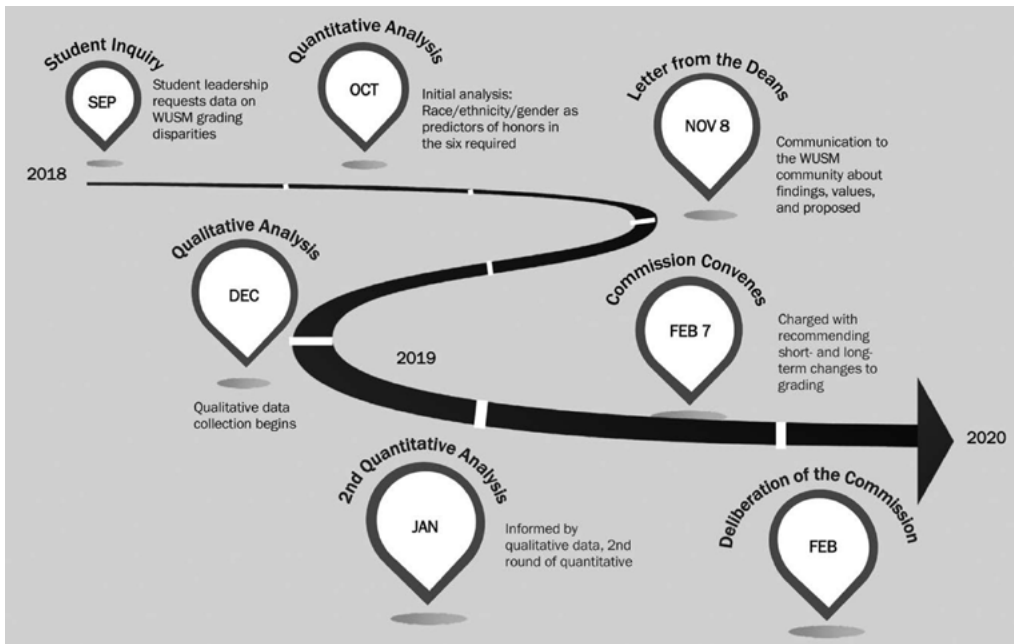 Student Inquiry
SEP
Student leadership
requests data on
WUSM grading
disparities
Quantitative Analysis
OCT
Initial analysis:
Race/ethnicity/gender as
predictors of honors in
the six required
Letter from the Deans
NOV 8
Communication to
the WUSM
community about
findings, values,
and proposed
2018
Qualitative Analysis
DEC
Qualitative data
collection begins
2019
Commission Convenes
FEB 7
Charged with
recommending
short- and long-
term changes to
grading
2020
2nd Quantitative Analysis
JAN
Informed by
qualitative data, 2nd
round of quantitative
Deliberation of the Commission
FEB